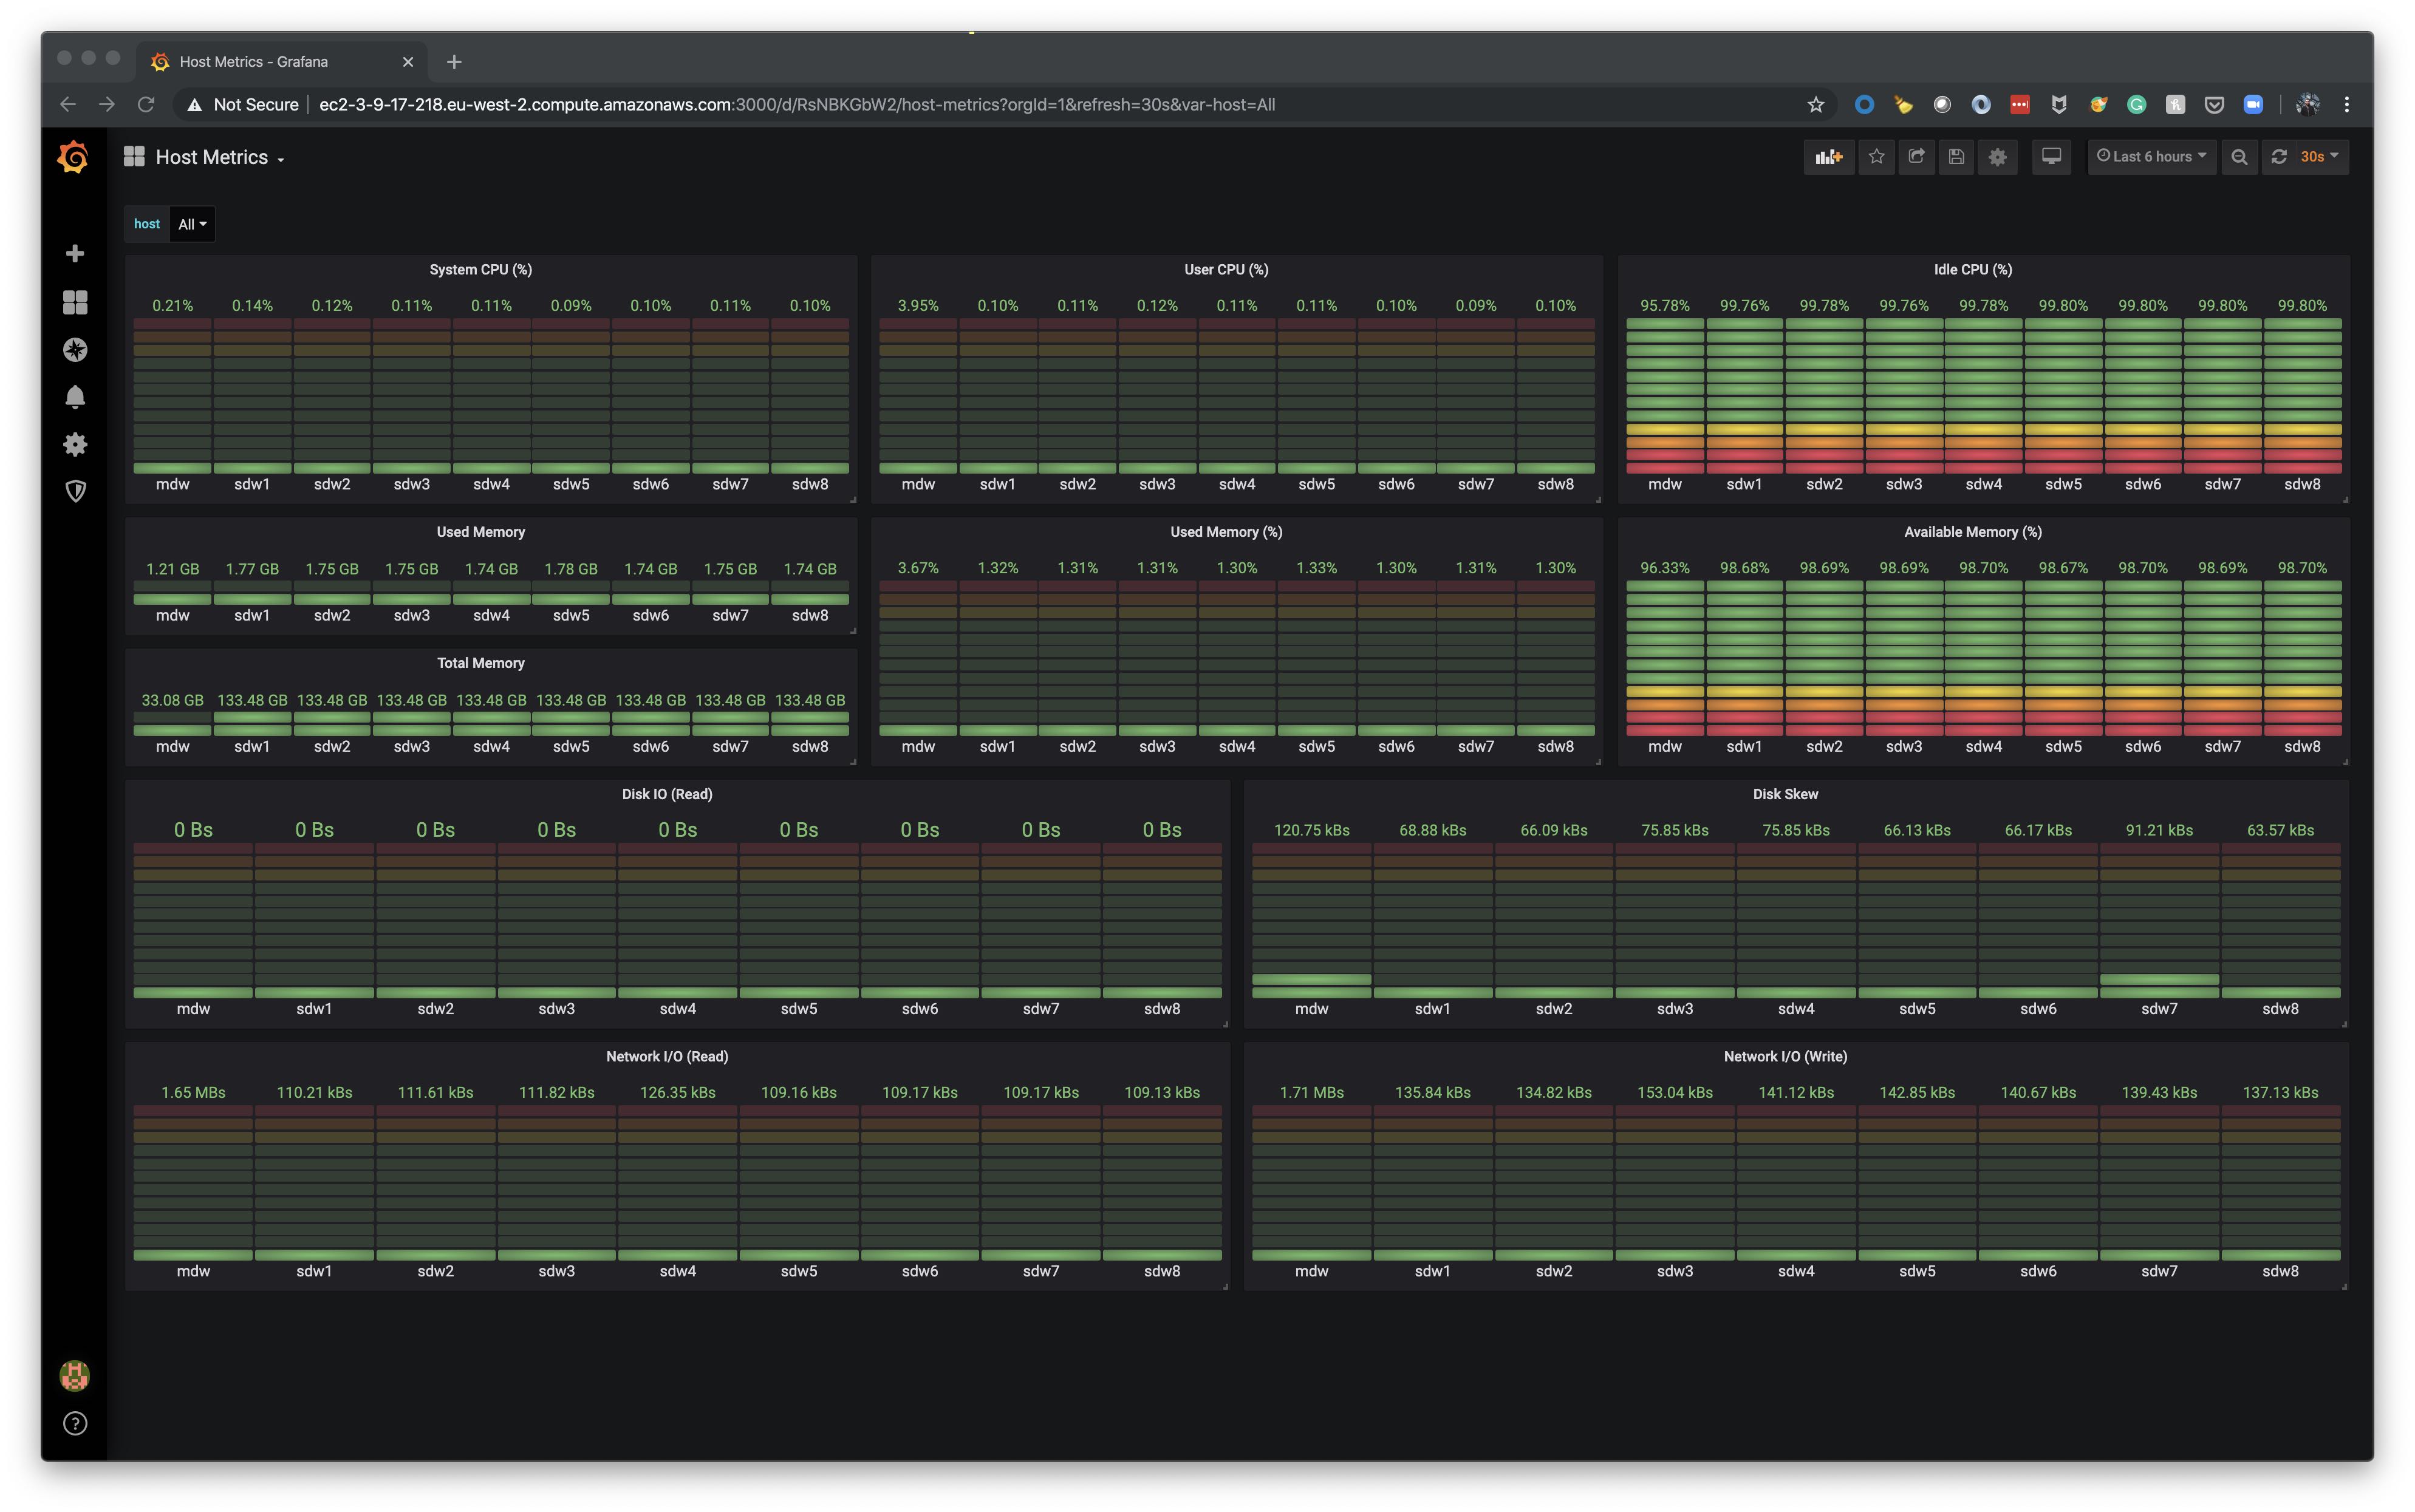 Host Metrics - Grafana
Not Secure ec2-3-9-17-218.eu-west-2.compute.amazonaws.com:3000/d/RsNBKGbW2/host-metrics?orgId=1&refresh=30s&var-host=All
Host Metrics
Last 6 hours 30s
host All
System CPU (%)
0.21% 0.14% 0.12% 0.11% 0.11% 0.09% 0.10% 0.11% 0.10%
mdw sdw1 sdw2 sdw3 sdw4 sdw5 sdw6 sdw7 sdw8
User CPU (%)
3.95% 0.10% 0.11% 0.12% 0.11% 0.11% 0.10% 0.09% 0.10%
mdw sdw1 sdw2 sdw3 sdw4 sdw5 sdw6 sdw7 sdw8
Idle CPU (%)
95.78% 99.76% 99.78% 99.76% 99.78% 99.80% 99.80% 99.80% 99.80%
mdw sdw1 sdw2 sdw3 sdw4 sdw5 sdw6 sdw7 sdw8
Used Memory
1.21 GB 1.77 GB 1.75 GB 1.75 GB 1.74 GB 1.78 GB 1.74 GB 1.75 GB 1.74 GB
mdw sdw1 sdw2 sdw3 sdw4 sdw5 sdw6 sdw7 sdw8
Total Memory
33.08 GB 133.48 GB 133.48 GB 133.48 GB 133.48 GB 133.48 GB 133.48 GB 133.48 GB 133.48 GB
mdw sdw1 sdw2 sdw3 sdw4 sdw5 sdw6 sdw7 sdw8
Used Memory (%)
3.67% 1.32% 1.31% 1.31% 1.30% 1.33% 1.30% 1.31% 1.30%
mdw sdw1 sdw2 sdw3 sdw4 sdw5 sdw6 sdw7 sdw8
Available Memory (%)
96.33% 98.68% 98.69% 98.69% 98.70% 98.67% 98.70% 98.69% 98.70%
mdw sdw1 sdw2 sdw3 sdw4 sdw5 sdw6 sdw7 sdw8
Disk IO (Read)
0 Bs 0 Bs 0 Bs 0 Bs 0 Bs 0 Bs 0 Bs 0 Bs 0 Bs
mdw sdw1 sdw2 sdw3 sdw4 sdw5 sdw6 sdw7 sdw8
Disk Skew
120.75 kBs 68.88 kBs 66.09 kBs 75.85 kBs 75.85 kBs 66.13 kBs 66.17 kBs 91.21 kBs 63.57 kBs
mdw sdw1 sdw2 sdw3 sdw4 sdw5 sdw6 sdw7 sdw8
Network I/O (Read)
1.65 MBs 110.21 kBs 111.61 kBs 111.82 kBs 126.35 kBs 109.16 kBs 109.17 kBs 109.17 kBs 109.13 kBs
mdw sdw1 sdw2 sdw3 sdw4 sdw5 sdw6 sdw7 sdw8
Network I/O (Write)
1.71 MBs 135.84 kBs 134.82 kBs 153.04 kBs 141.12 kBs 142.85 kBs 140.67 kBs 139.43 kBs 137.13 kBs
mdw sdw1 sdw2 sdw3 sdw4 sdw5 sdw6 sdw7 sdw8